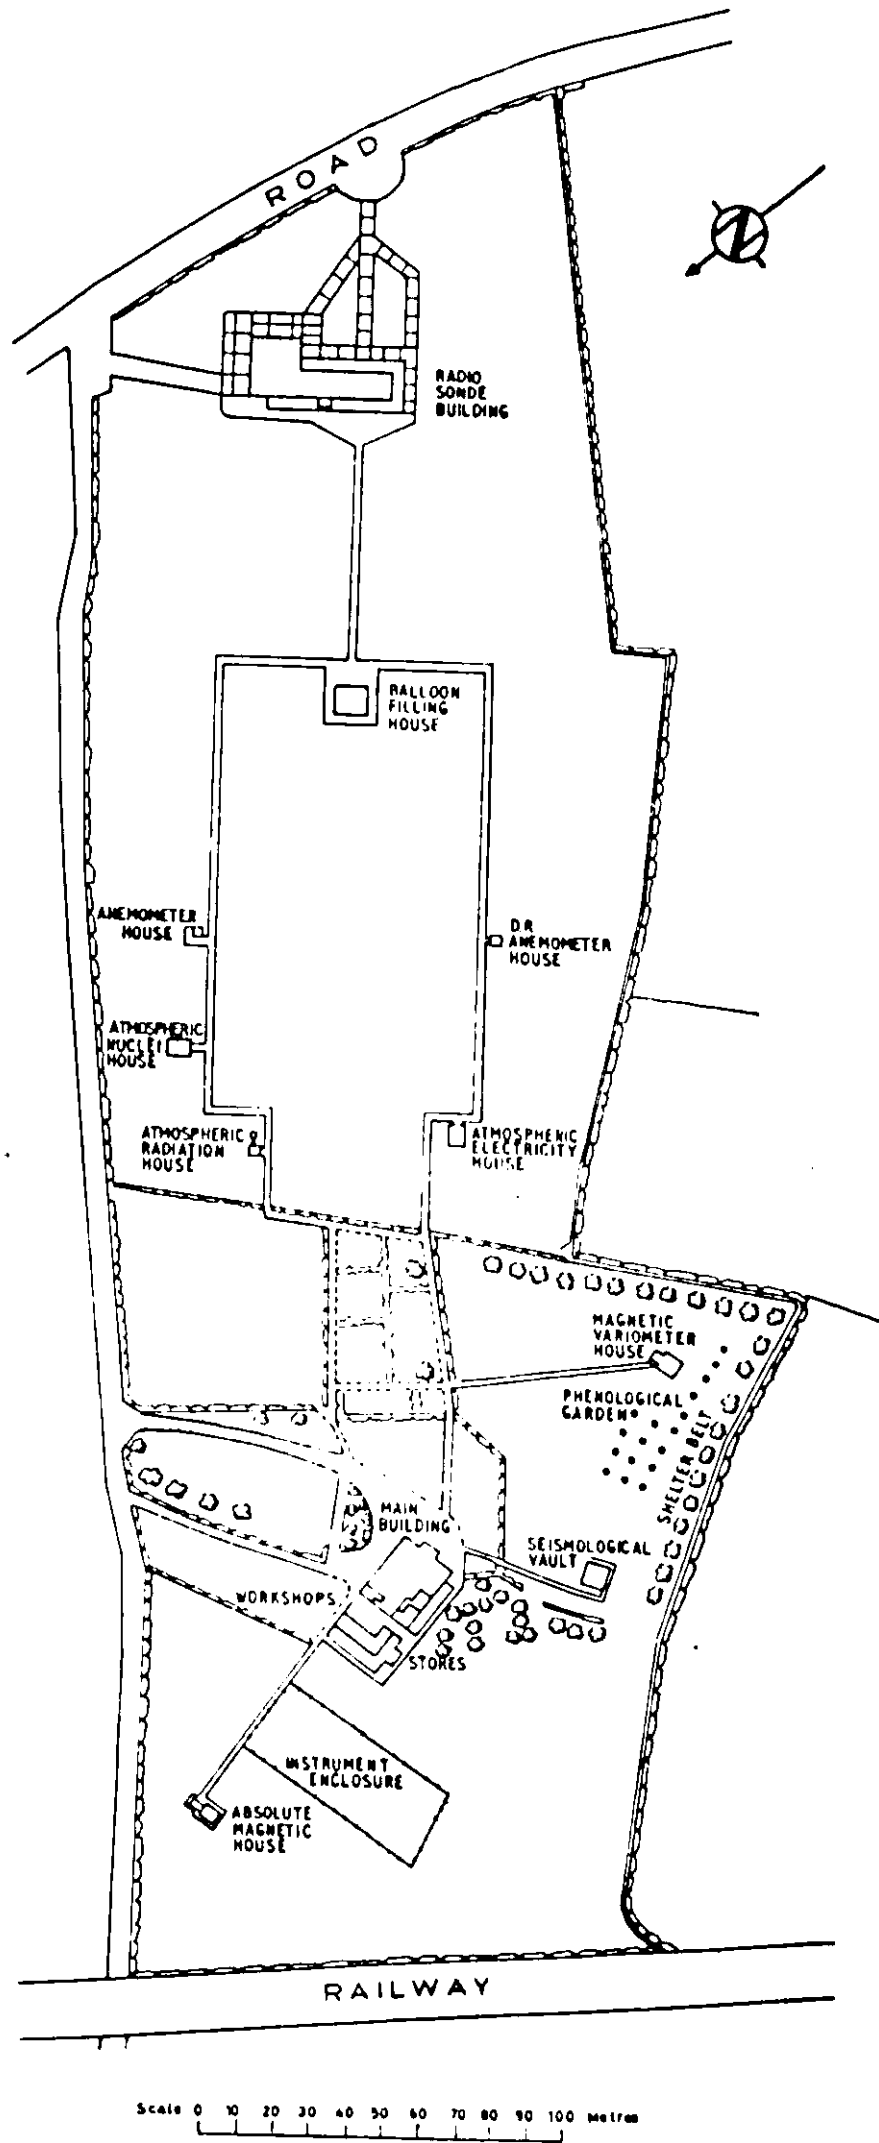 ROAD
N
RADIO
SONDE
BUILDING
BALLOON
FILLING
HOUSE
ANEMOMETER
HOUSE
D.R
ANEMOMETER
HOUSE
ATMOSPHERIC
NUCLEI
HOUSE
ATMOSPHERIC
RADIATION
HOUSE
ATMOSPHERIC
ELECTRICITY
HOUSE
MAGNETIC
VARIOMETER
HOUSE
PHENOLOGICAL
GARDEN
SHELTER BELT
MAIN
BUILDING
SEISMOLOGICAL
VAULT
WORKSHOPS
STORES
INSTRUMENT
ENCLOSURE
ABSOLUTE
MAGNETIC
HOUSE
RAILWAY
Scale 0 10 20 30 40 50 60 70 80 90 100 Metres